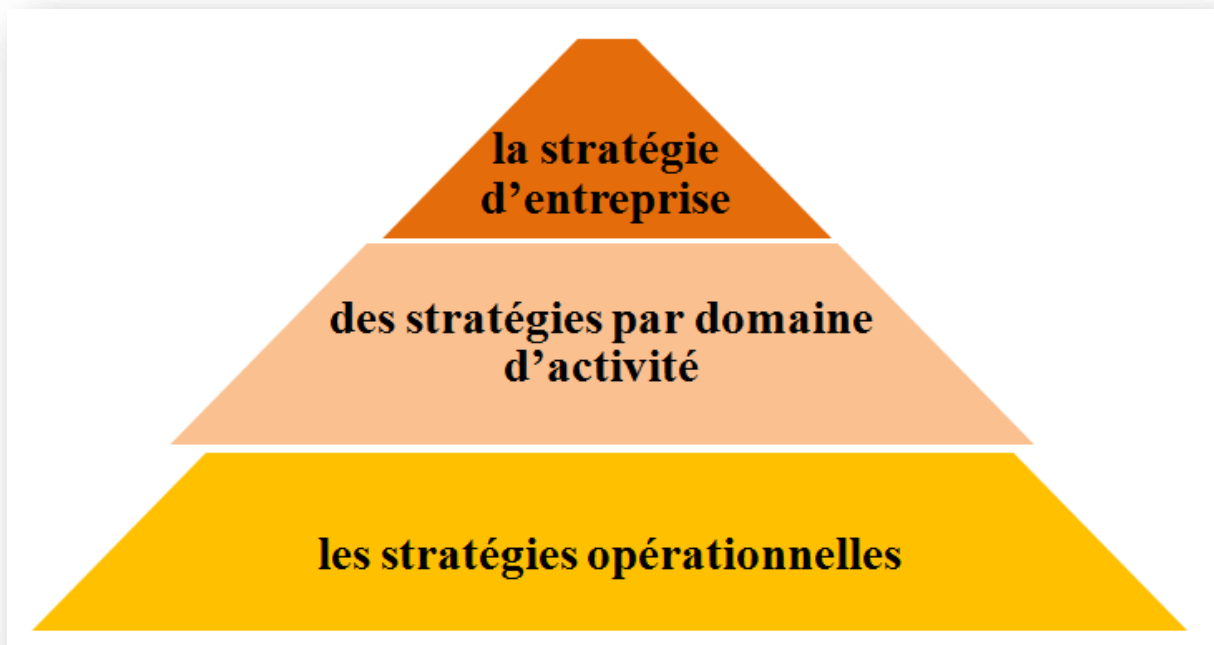 la stratégie
d’entreprise
des stratégies par domaine
d’activité
les stratégies opérationnelles